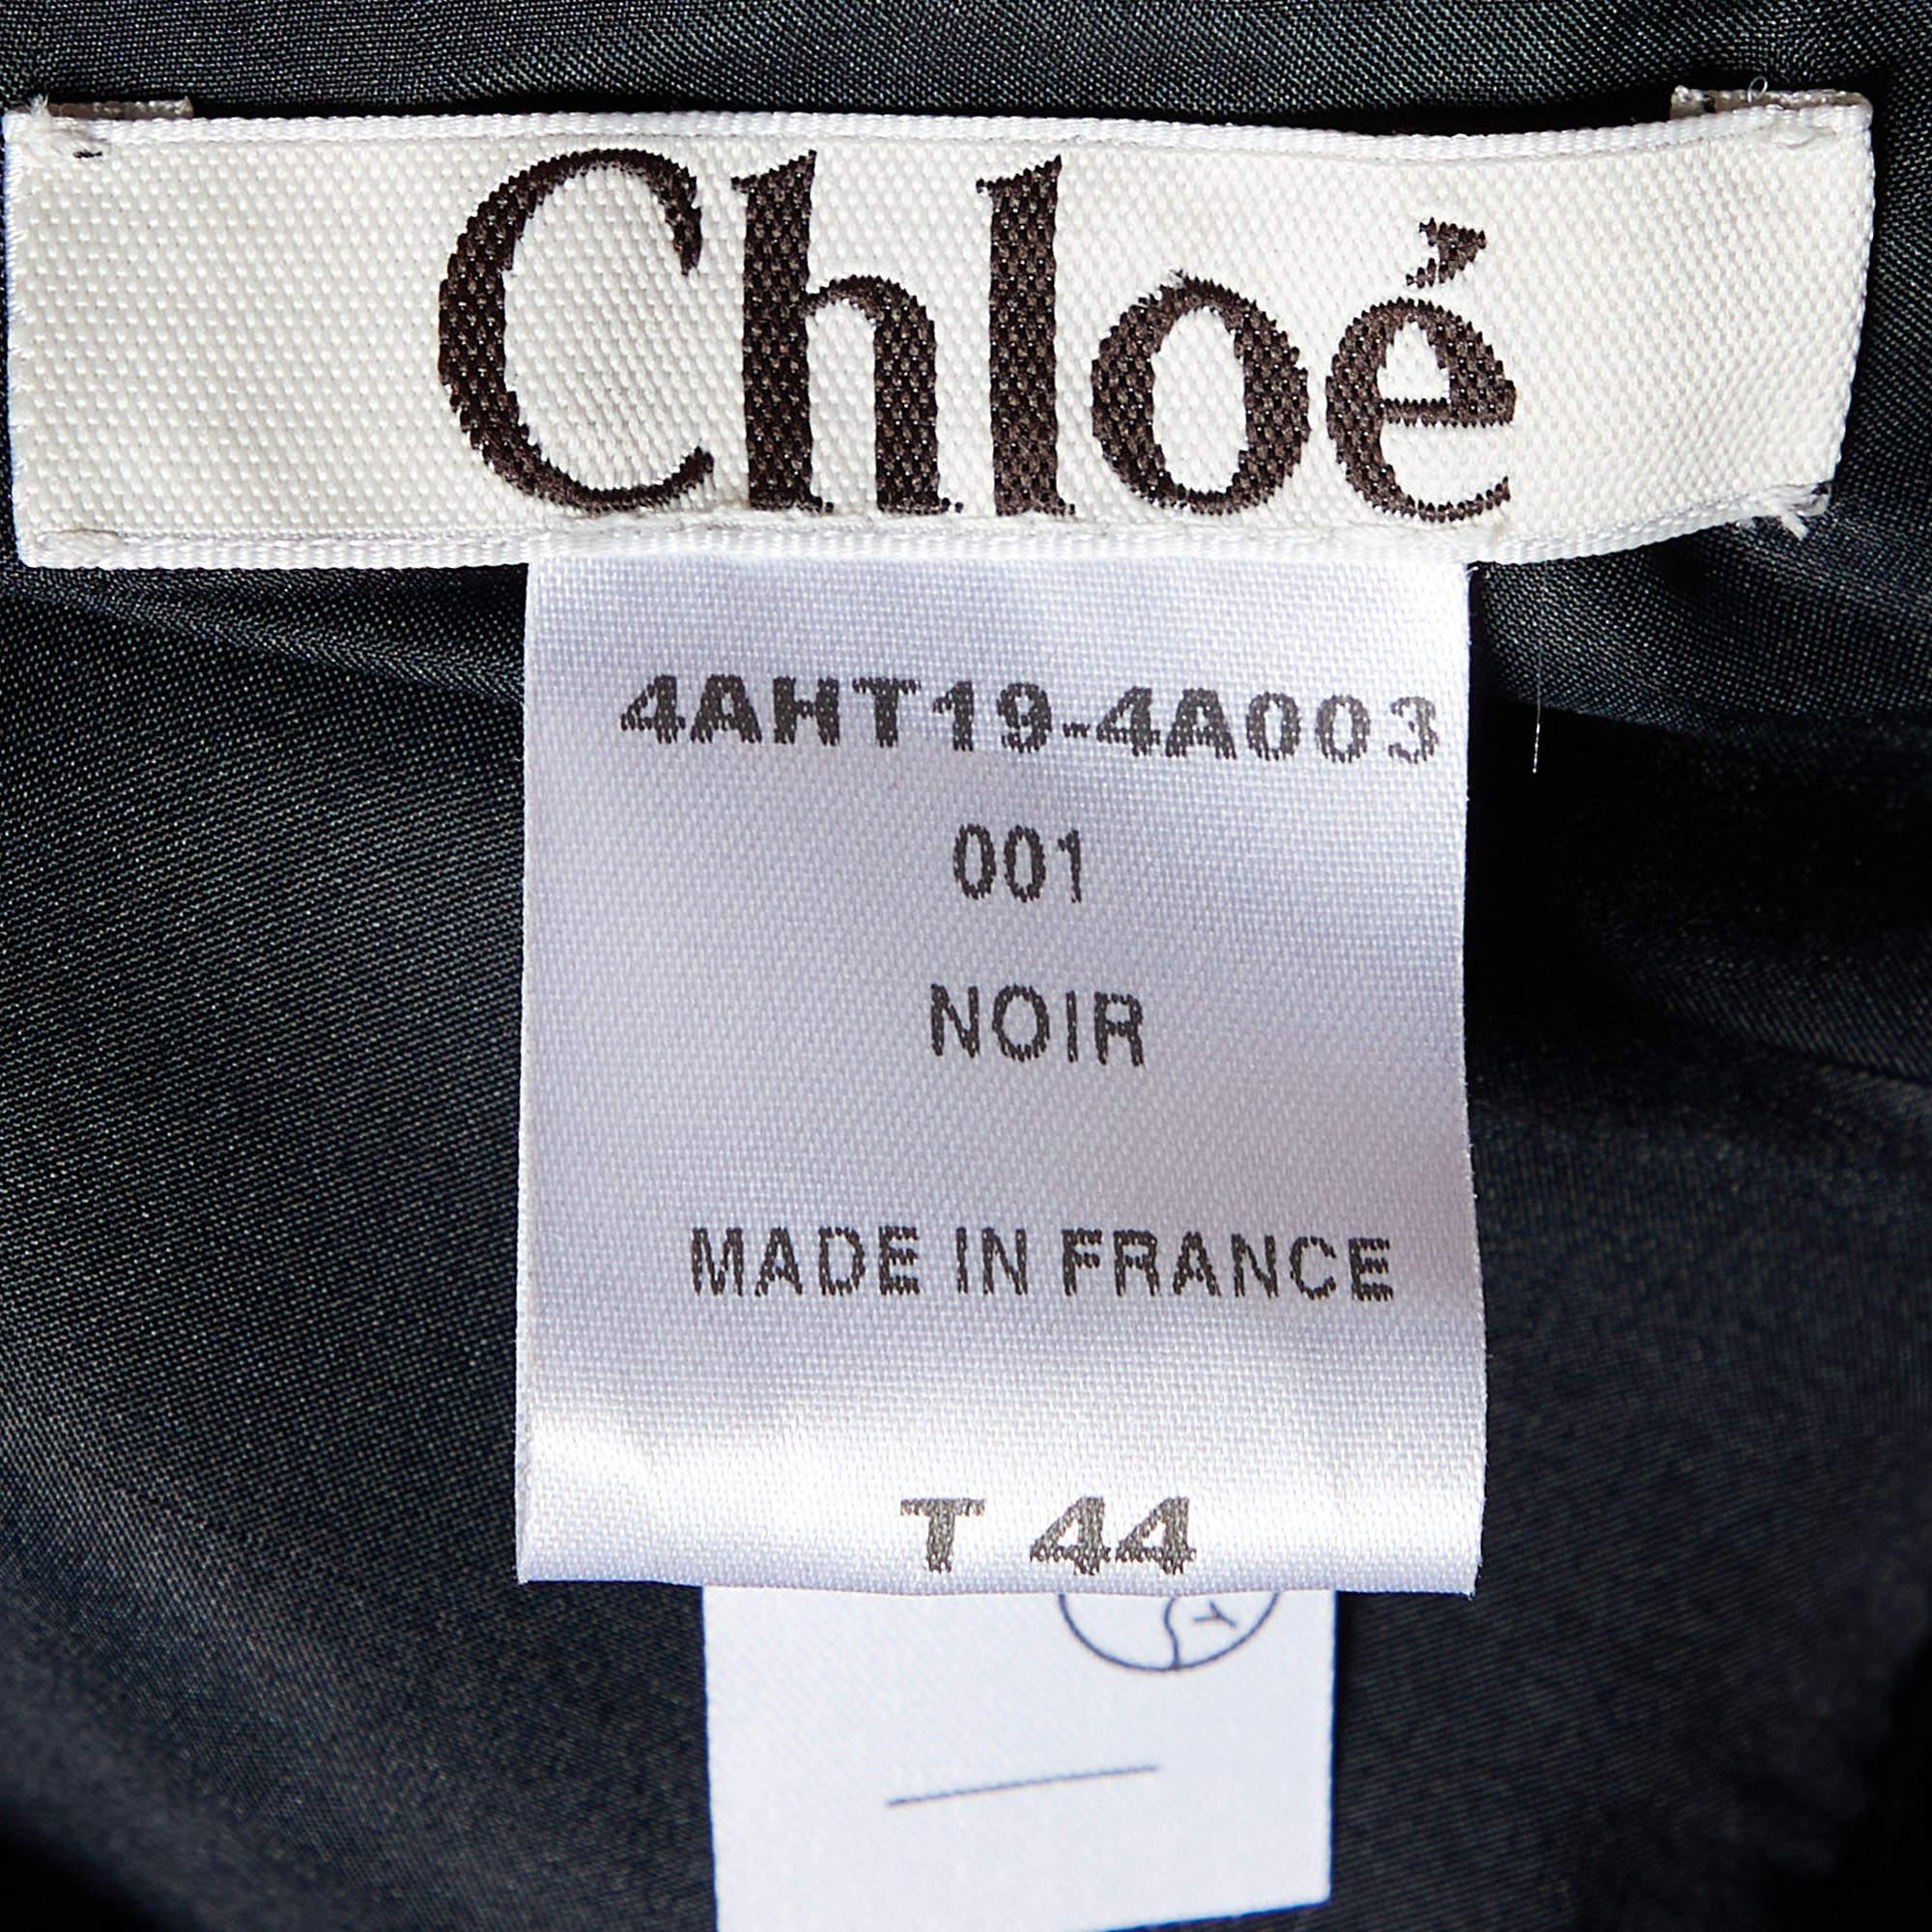 Chloé
4AHT19-4A003
001
NOIR
MADE IN FRANCE
T 44